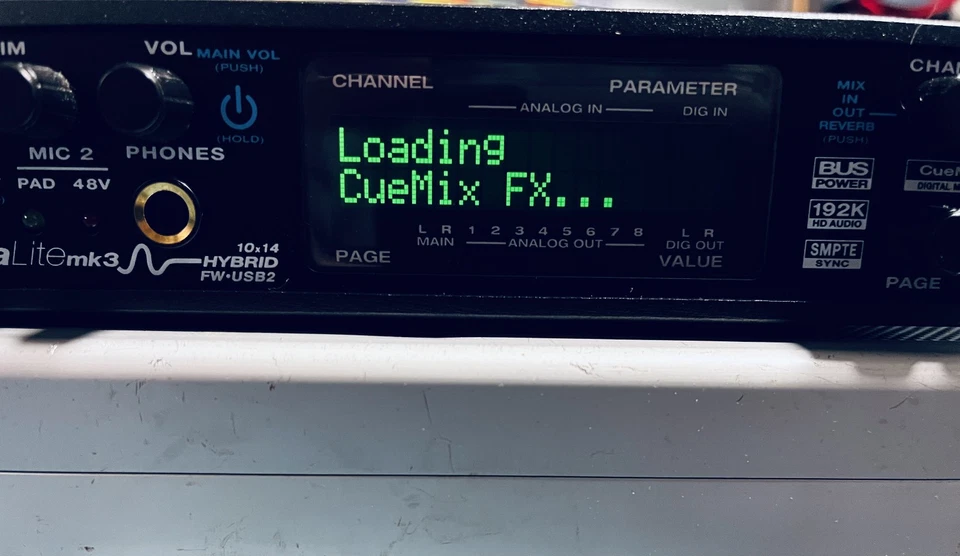 IM
VOL
MAIN VOL
(PUSH)
(HOLD)
MIC 2
PHONES
PAD 48V
aLite mk3
10x14
HYBRID
FW•USB2
CHANNEL
PARAMETER
ANALOG IN
DIG IN
Loading
CueMix FX...
L R 1 2 3 4 5 6 7 8 L R
MAIN ANALOG OUT DIG OUT
PAGE
VALUE
MIX
IN
OUT
REVERB
(PUSH)
BUS
POWER
192K
HD AUDIO
SMPTE
SYNC
CHAN
CueM
DIGITAL M
PAGE